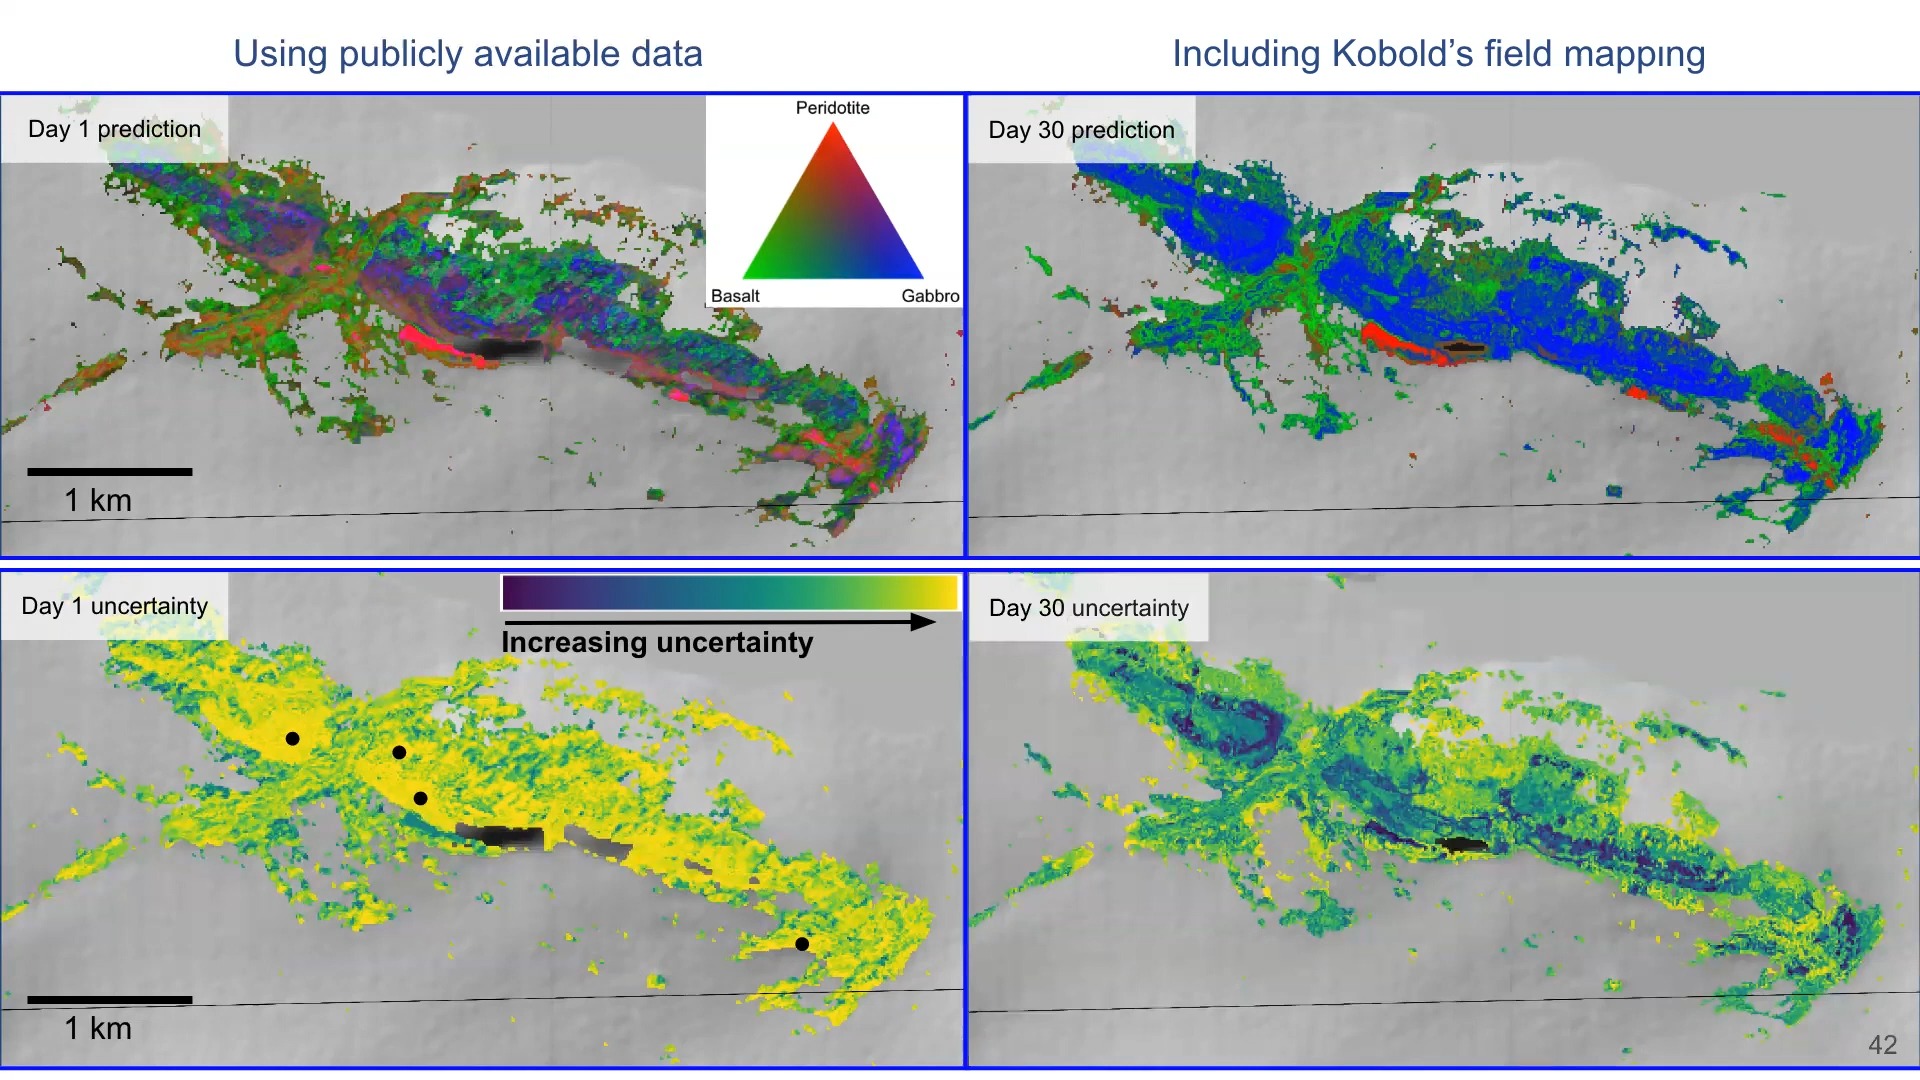 Using publicly available data
Including Kobold's field mapping
Day 1 prediction
Peridotite
Basalt
Gabbro
1 km
Day 30 prediction
Day 1 uncertainty
Increasing uncertainty
1 km
Day 30 uncertainty
42